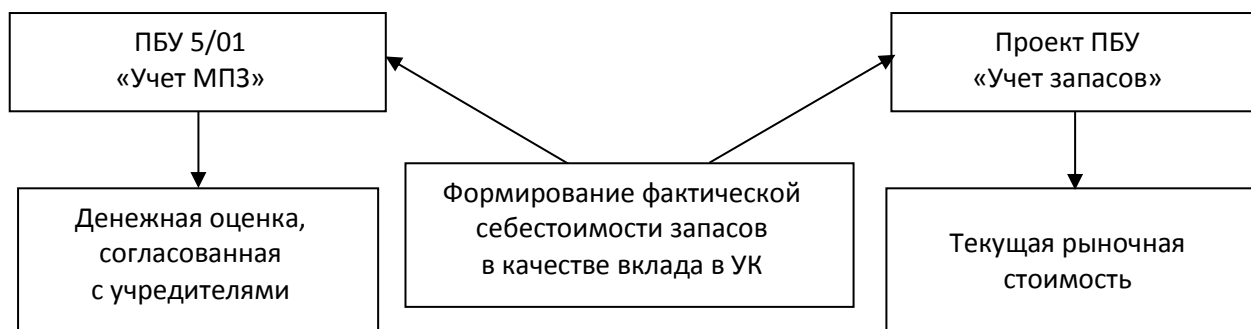 ПБУ 5/01
«Учет МПЗ»
Проект ПБУ
«Учет запасов»
Денежная оценка,
согласованная
с учредителями
Формирование фактической
себестоимости запасов
в качестве вклада в УК
Текущая рыночная
стоимость